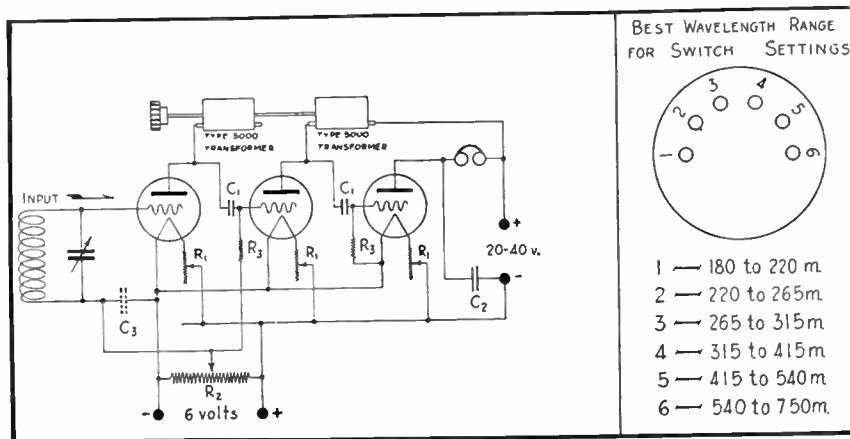 TYPE 5000
TRANSFORMER
TYPE 5000
TRANSFORMER
INPUT
C1
C1
R1
R3
R1
R3
R1
C3
C2
+
20-40 v.
-
R2
- 6 volts +
BEST WAVELENGTH RANGE
FOR SWITCH SETTINGS
1 2 3 4 5 6
1 — 180 to 220 m.
2 — 220 to 265m.
3 — 265 to 315m.
4 — 315 to 415m.
5 — 415 to 540m.
6 — 540 to 750m.